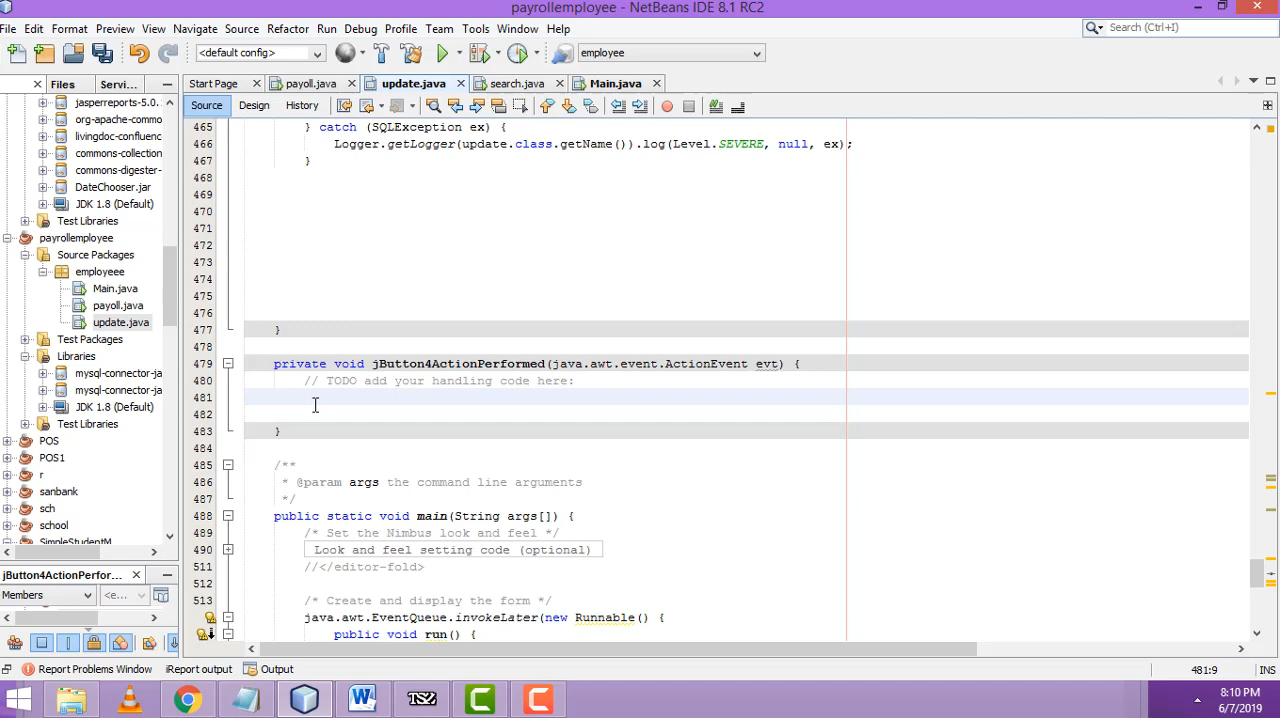 payrollemployee - NetBeans IDE 8.1 RC2
File Edit Format Preview View Navigate Source Refactor Run Debug Profile Team Tools Window Help
Search (Ctrl+I)
<default config>
employee
Files Servi...
Start Page payoll.java update.java search.java Main.java
Source Design History
jasperreports-5.0.
org-apache-commo
livingdoc-confluenc
commons-collection
commons-digester-
DateChooser.jar
JDK 1.8 (Default)
Test Libraries
payrollemployee
Source Packages
employeee
Main.java
payoll.java
update.java
Test Packages
Libraries
mysql-connector-ja
mysql-connector-ja
JDK 1.8 (Default)
Test Libraries
POS
POS1
r
sanbank
sch
school
SimpleStudentM
jButton4ActionPerfor...
Members
<e...
465 } catch (SQLException ex) {
466 Logger.getLogger(update.class.getName()).log(Level.SEVERE, null, ex);
467 }
468
469
470
471
472
473
474
475
476
477 }
478
479 private void jButton4ActionPerformed(java.awt.event.ActionEvent evt) {
480 // TODO add your handling code here:
481
482
483 }
484
485 /**
486 * @param args the command line arguments
487 */
488 public static void main(String args[]) {
489 /* Set the Nimbus look and feel */
490 Look and feel setting code (optional)
511 //</editor-fold>
512
513 /* Create and display the form */
java.awt.EventQueue.invokeLater(new Runnable() {
public void run() {
Report Problems Window iReport output Output
481:9 INS
W TSZ C C
8:10 PM
6/7/2019